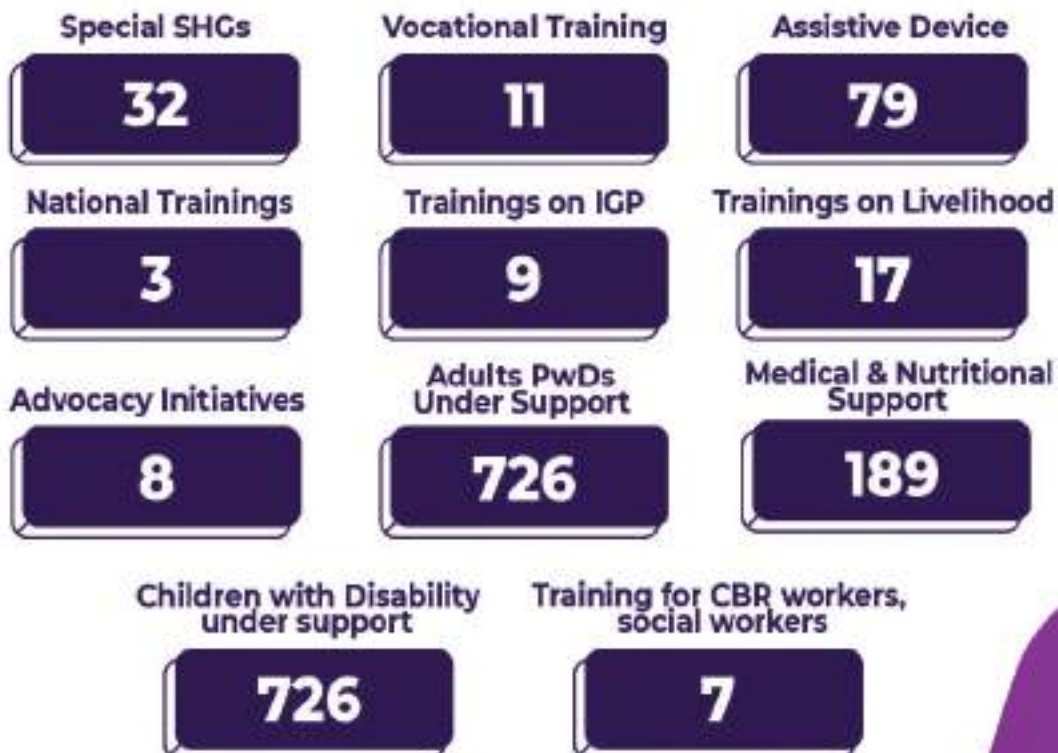 Special SHGs
32
Vocational Training
11
Assistive Device
79
National Trainings
3
Trainings on IGP
9
Trainings on Livelihood
17
Advocacy Initiatives
8
Adults PwDs
Under Support
726
Medical & Nutritional
Support
189
Children with Disability
under support
726
Training for CBR workers,
social workers
7